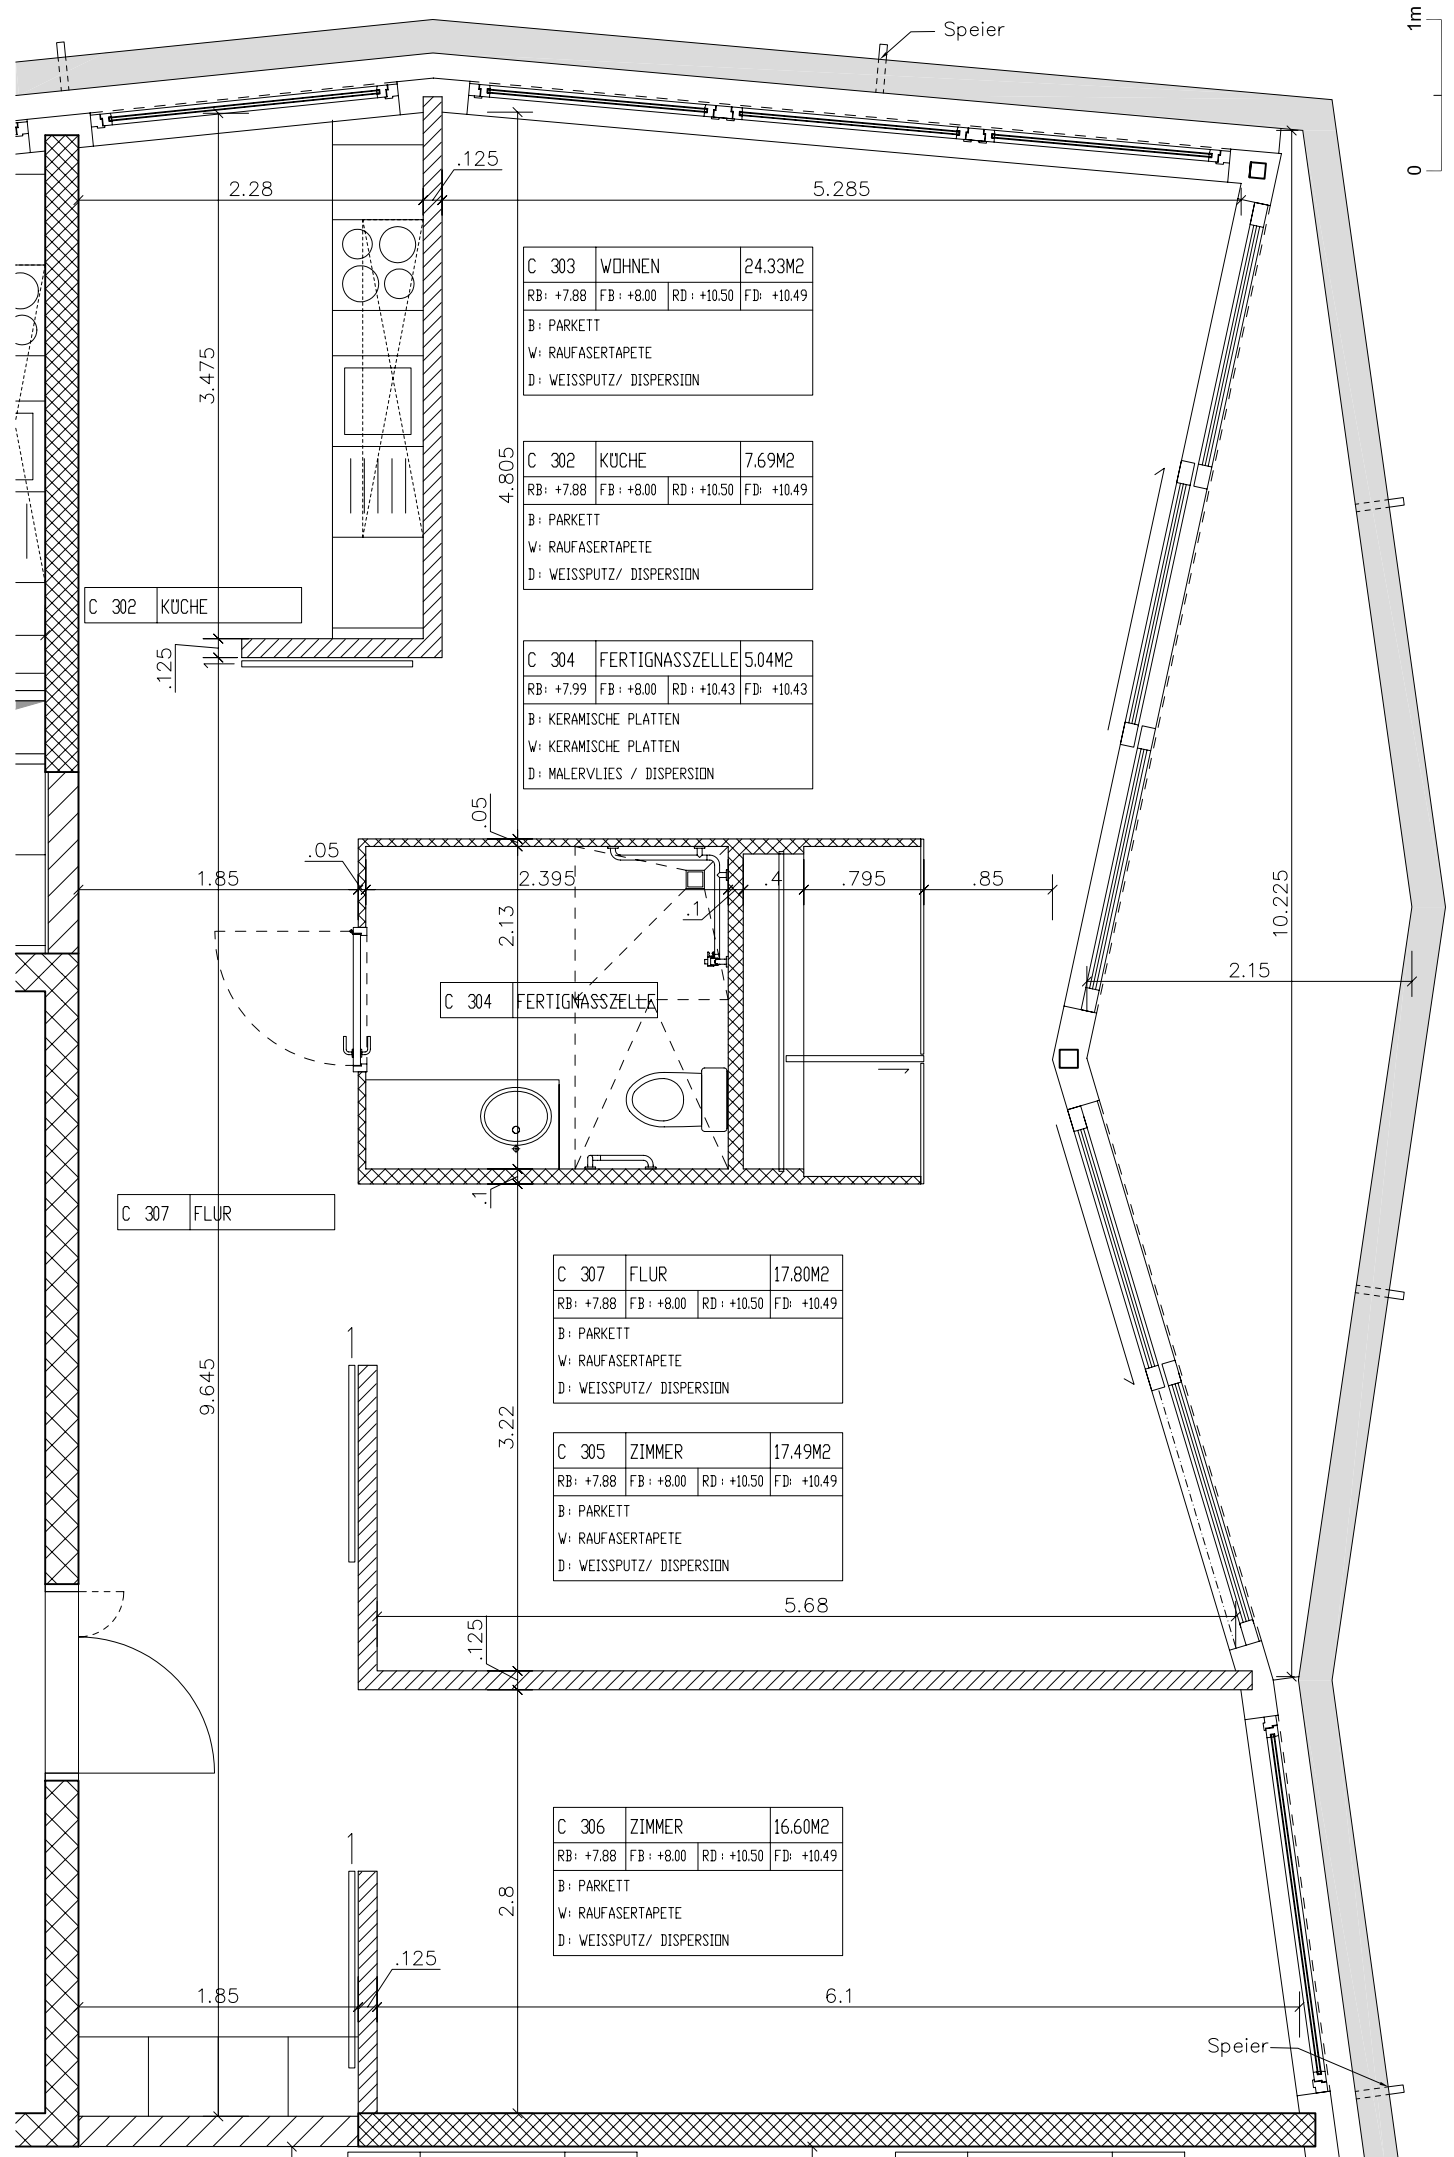 Speier
1m
0
.125
2.28
5.285
C 303 WOHNEN 24.33M2
RB: +7.88 FB: +8.00 RD: +10.50 FD: +10.49
B: PARKETT
W: RAUFASERTAPETE
D: WEISSPUTZ/ DISPERSION
3.475
4.805
C 302 KÜCHE 7.69M2
RB: +7.88 FB: +8.00 RD: +10.50 FD: +10.49
B: PARKETT
W: RAUFASERTAPETE
D: WEISSPUTZ/ DISPERSION
C 302 KÜCHE
.125
C 304 FERTIGNASSZELLE 5.04M2
RB: +7.99 FB: +8.00 RD: +10.43 FD: +10.43
B: KERAMISCHE PLATTEN
W: KERAMISCHE PLATTEN
D: MALERVLIES / DISPERSION
.05
.05
1.85
2.395
.1
.4
.795
.85
2.13
10.225
2.15
C 304 FERTIGNASSZELLE
.1
C 307 FLUR
C 307 FLUR 17.80M2
RB: +7.88 FB: +8.00 RD: +10.50 FD: +10.49
B: PARKETT
W: RAUFASERTAPETE
D: WEISSPUTZ/ DISPERSION
9.645
3.22
C 305 ZIMMER 17.49M2
RB: +7.88 FB: +8.00 RD: +10.50 FD: +10.49
B: PARKETT
W: RAUFASERTAPETE
D: WEISSPUTZ/ DISPERSION
5.68
.125
C 306 ZIMMER 16.60M2
RB: +7.88 FB: +8.00 RD: +10.50 FD: +10.49
B: PARKETT
W: RAUFASERTAPETE
D: WEISSPUTZ/ DISPERSION
2.8
.125
1.85
6.1
Speier